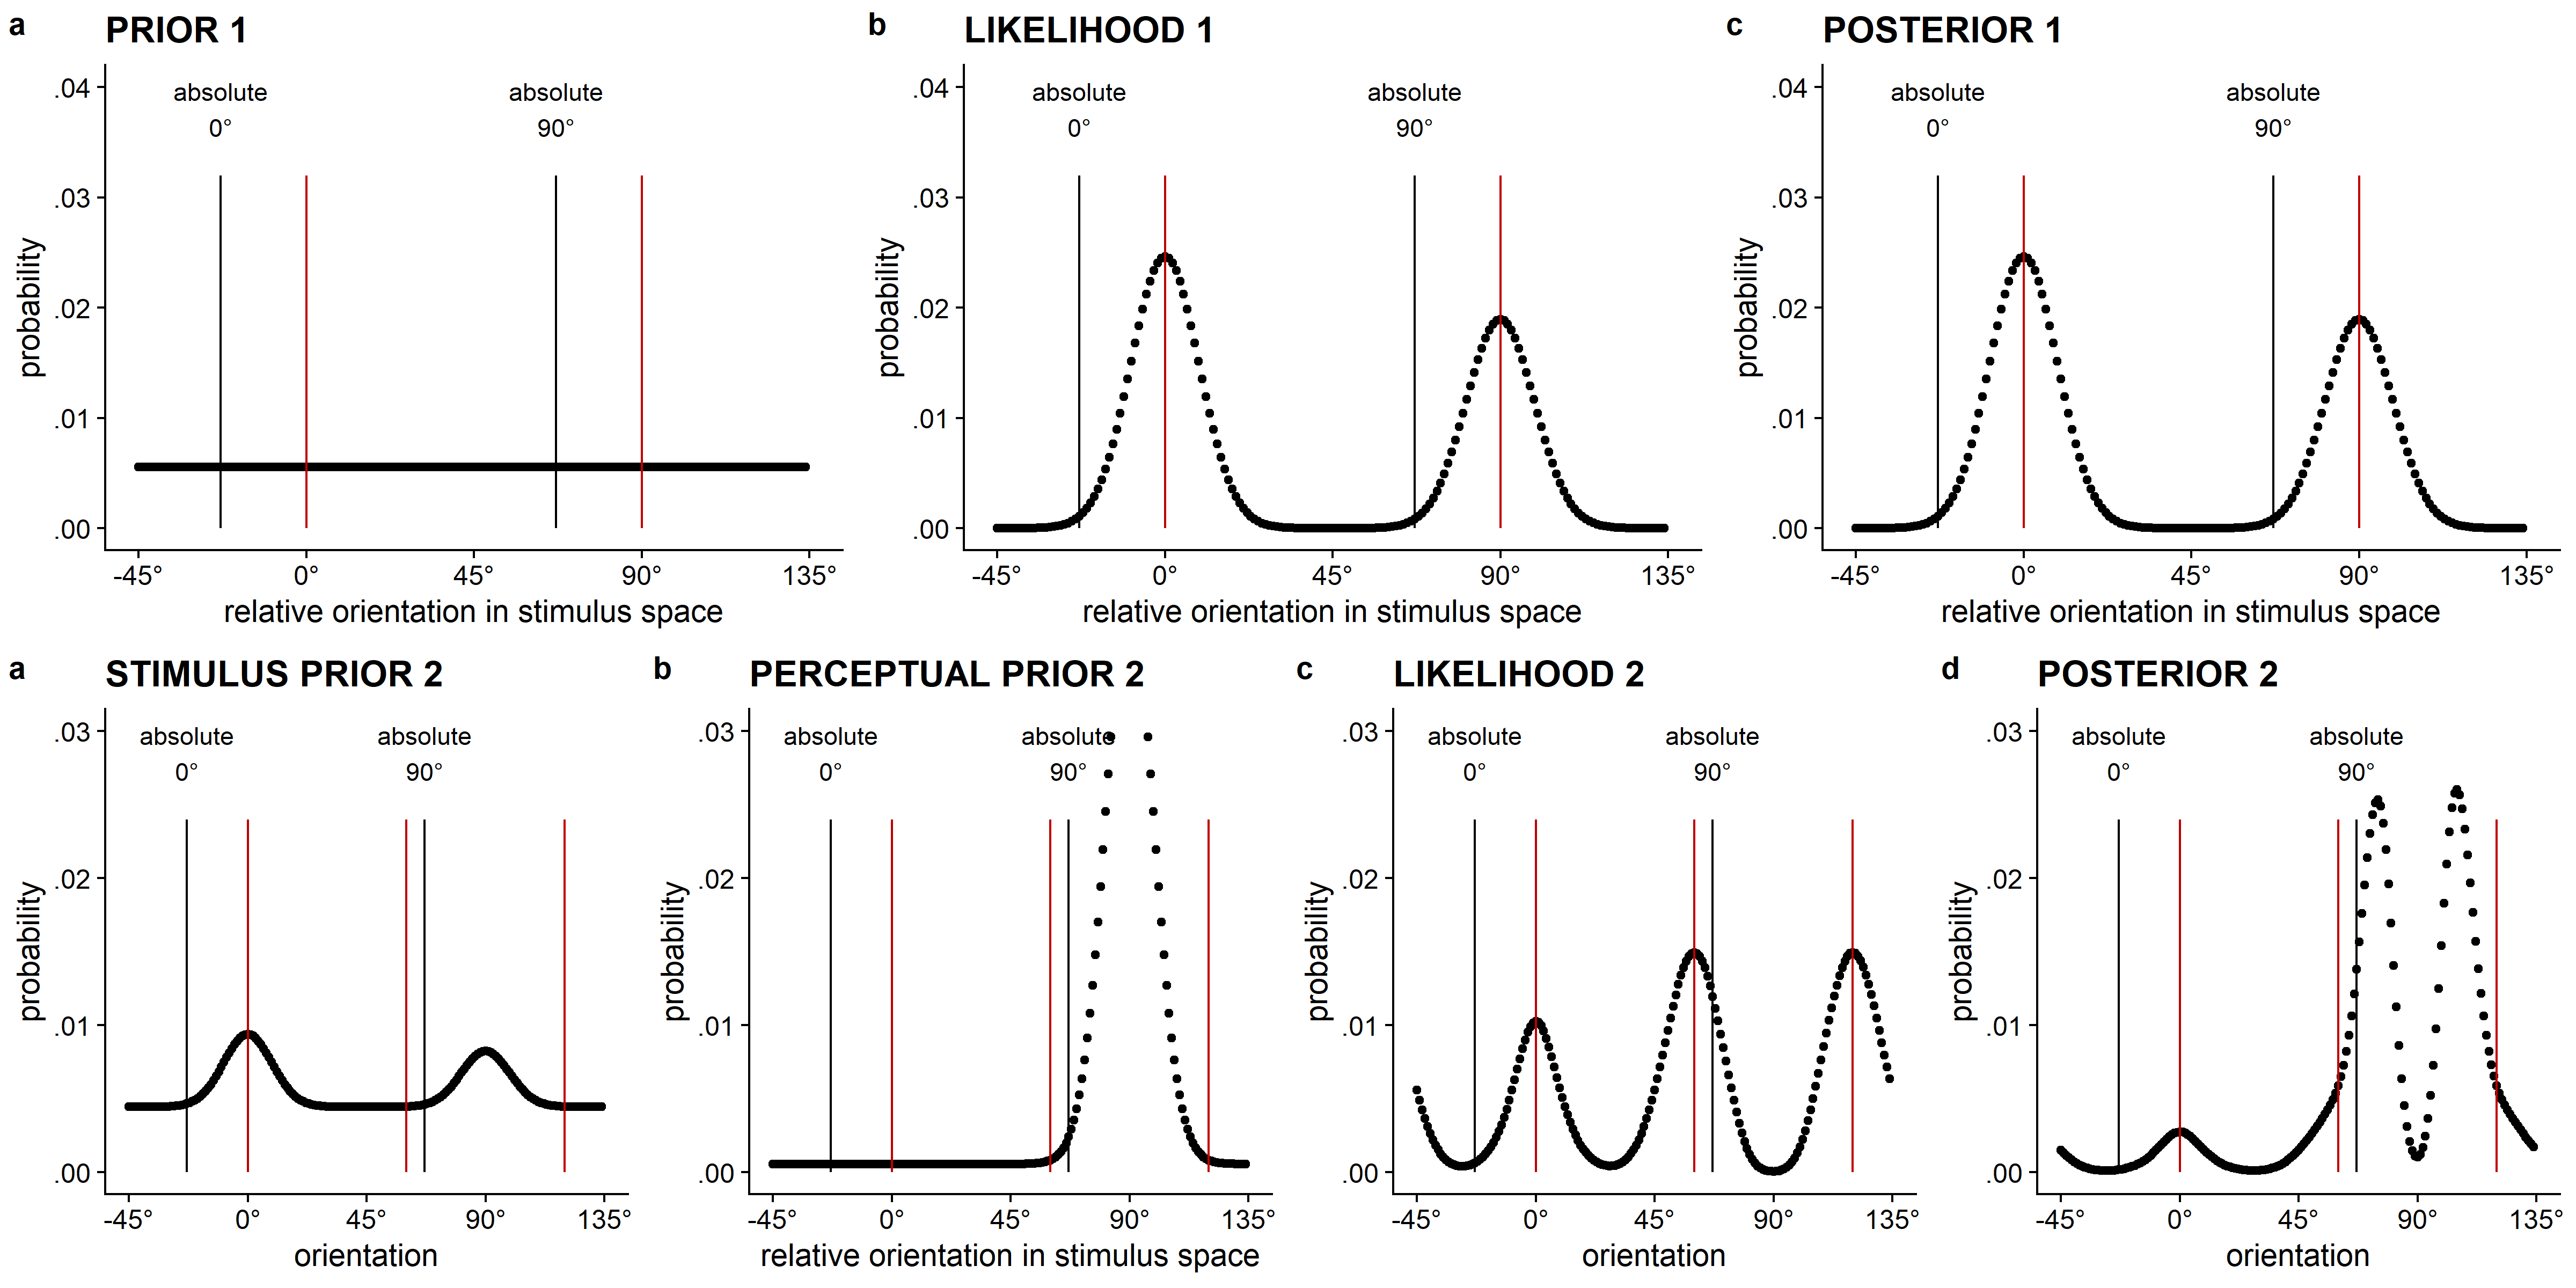 a PRIOR 1
absolute absolute
0° 90°
.04
.03
.02
.01
.00
probability
-45° 0° 45° 90° 135°
relative orientation in stimulus space
b LIKELIHOOD 1
absolute absolute
0° 90°
.04
.03
.02
.01
.00
probability
-45° 0° 45° 90° 135°
relative orientation in stimulus space
c POSTERIOR 1
absolute absolute
0° 90°
.04
.03
.02
.01
.00
probability
-45° 0° 45° 90° 135°
relative orientation in stimulus space
a STIMULUS PRIOR 2
absolute absolute
0° 90°
.03
.02
.01
.00
probability
-45° 0° 45° 90° 135°
orientation
b PERCEPTUAL PRIOR 2
absolute absolute
0° 90°
.03
.02
.01
.00
probability
-45° 0° 45° 90° 135°
relative orientation in stimulus space
c LIKELIHOOD 2
absolute absolute
0° 90°
.03
.02
.01
.00
probability
-45° 0° 45° 90° 135°
orientation
d POSTERIOR 2
absolute absolute
0° 90°
.03
.02
.01
.00
probability
-45° 0° 45° 90° 135°
orientation